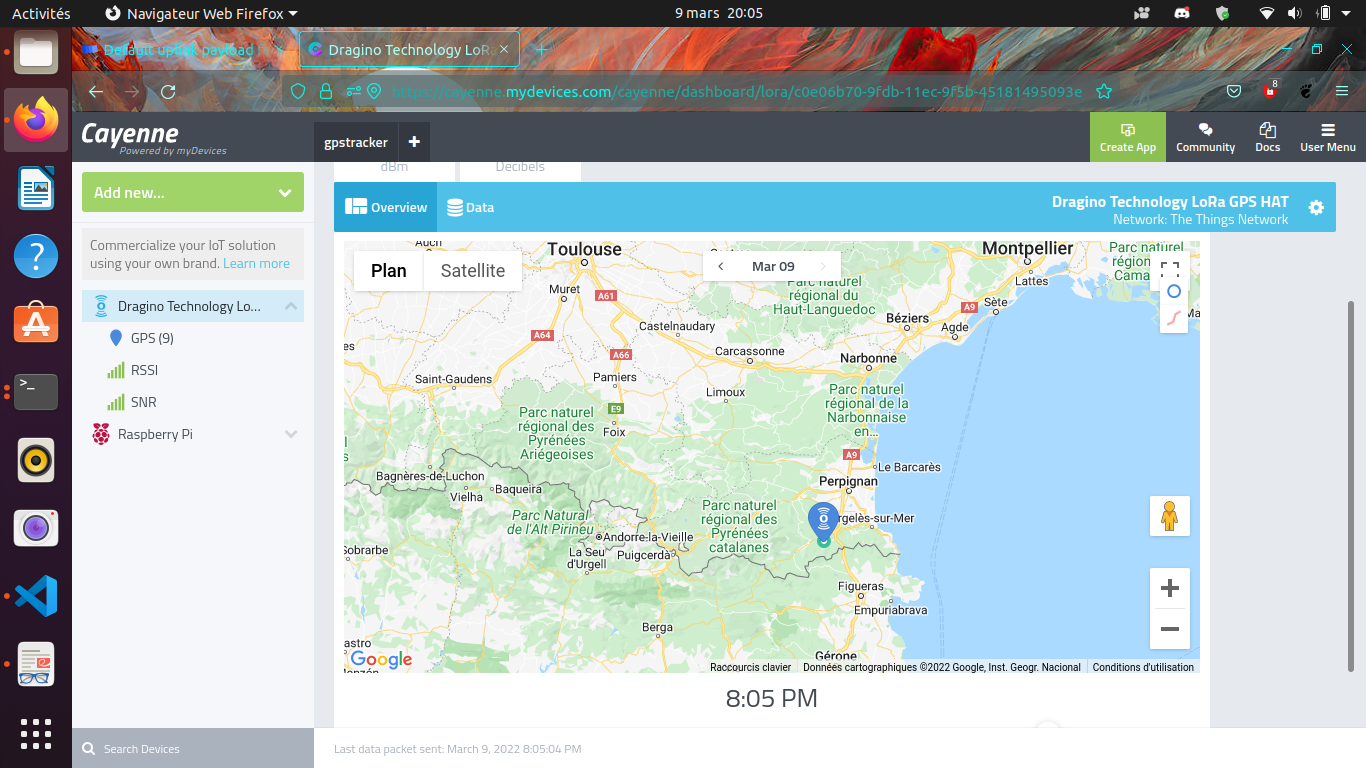 Activités
Navigateur Web Firefox
9 mars 20:05
Default uplink payload
Dragino Technology LoRa
https://cayenne.mydevices.com/cayenne/dashboard/lora/c0e06b70-9fdb-11ec-9f5b-45181495093e
8
Cayenne
Powered by myDevices
gpstracker
Create App
Community
Docs
User Menu
Add new...
Commercialize your IoT solution
using your own brand. Learn more
Dragino Technology Lo...
GPS (9)
RSSI
SNR
Raspberry Pi
Search Devices
dBm
Decibels
Overview
Data
Dragino Technology LoRa GPS HAT
Network: The Things Network
Plan
Satellite
Mar 09
Auch
Toulouse
Montpellier
Parc naturel
régional
Cama
Muret
A61
Parc naturel
régional du
Haut-Languedoc
Lattes
Sète
A9
Ma
Béziers
Agde
Castelnaudary
A64
es
A66
Carcassonne
Narbonne
Pamiers
Saint-Gaudens
Limoux
Parc naturel
régional de la
Narbonnaise
en...
E9
Parc naturel
régional des
Pyrénées
Ariégeoises
Foix
A9
Le Barcarès
Bagnères-de-Luchon
Perpignan
Vielha
Baqueira
Parc Natural
de l'Alt Pirineu
Parc naturel
régional des
Pyrénées
catalanes
rgelès-sur-Mer
Andorre-la-Vieille
Sobrarbe
La Seu
d'Urgell
Puigcerda
Figueras
Empuriabrava
Berga
astro
Gérone
Google
Raccourcis clavier
Données cartographiques ©2022 Google, Inst. Geogr. Nacional
Conditions d'utilisation
8:05 PM
Last data packet sent: March 9, 2022 8:05:04 PM